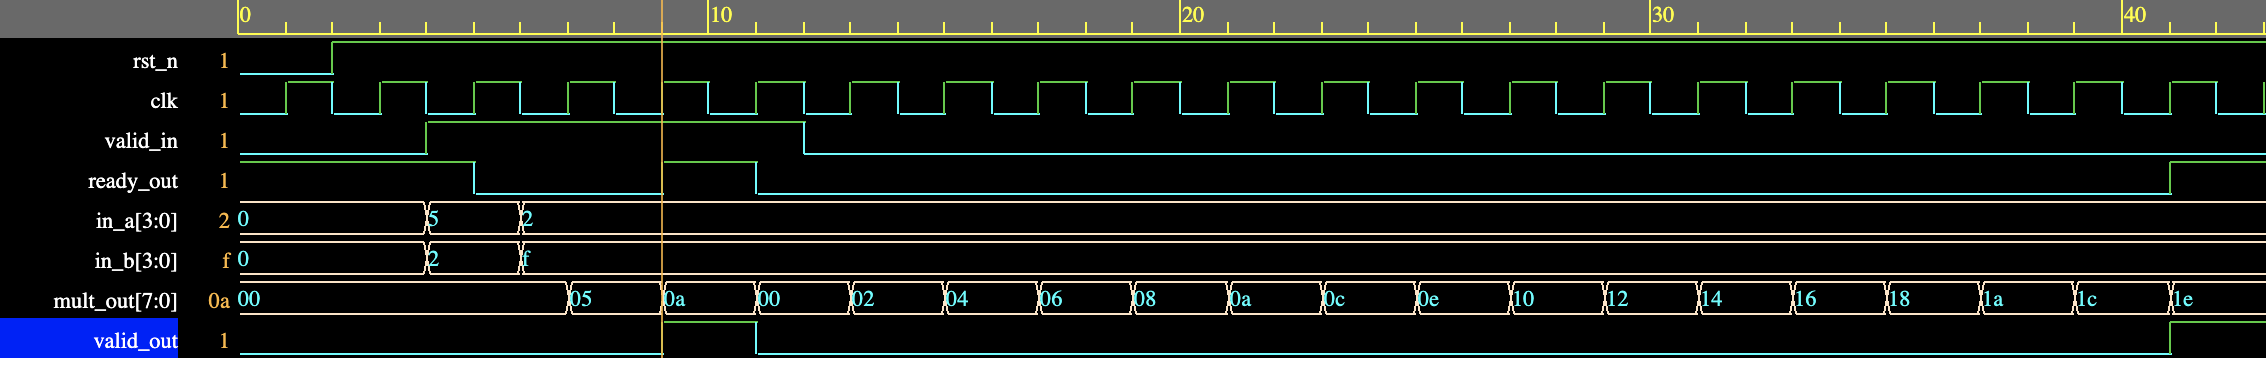 0 10 20 30 40
rst_n 1
clk 1
valid_in 1
ready_out 1
in_a[3:0] 2 0 5 2
in_b[3:0] f 0 2 f
mult_out[7:0] 0a 00 05 0a 00 02 04 06 08 0a 0c 0e 10 12 14 16 18 1a 1c 1e
valid_out 1